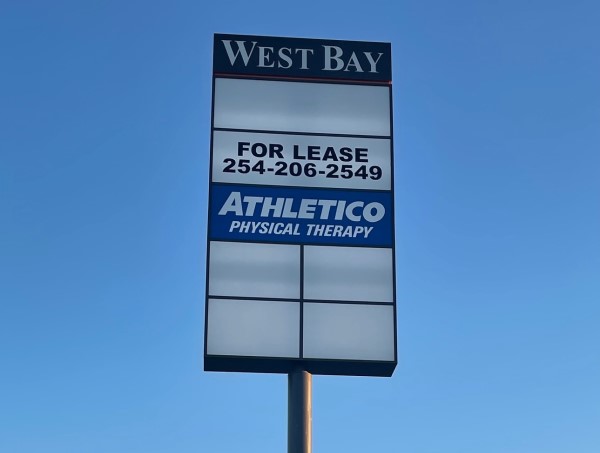 WEST BAY
FOR LEASE
254-206-2549
ATHLETICO
PHYSICAL THERAPY